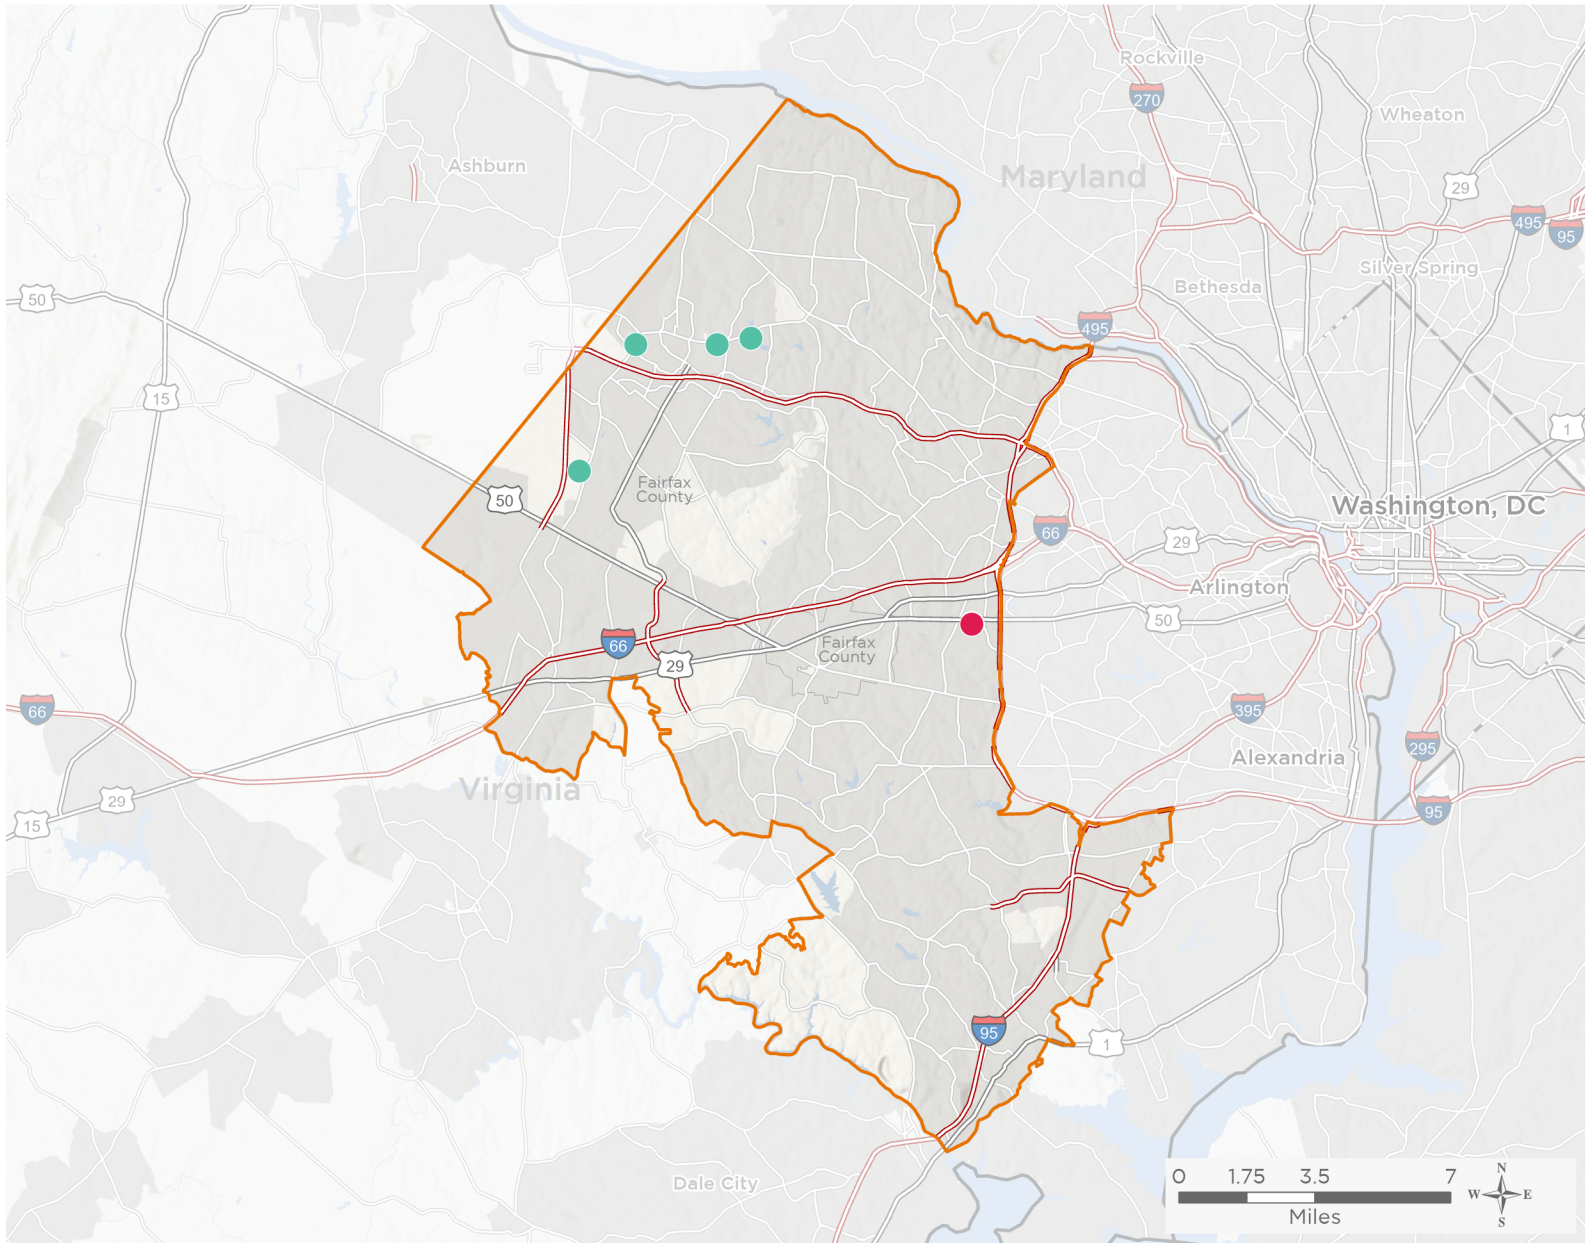 Rockville
270
Wheaton
Ashburn
Maryland
29
495
95
Silver Spring
Bethesda
50
495
15
1
Fairfax
County
50
Washington, DC
66
29
Arlington
50
66
Fairfax
County
29
66
395
295
Alexandria
Virginia
29
95
15
95
1
Dale City
0 1.75 3.5 7
Miles
N
W E
S